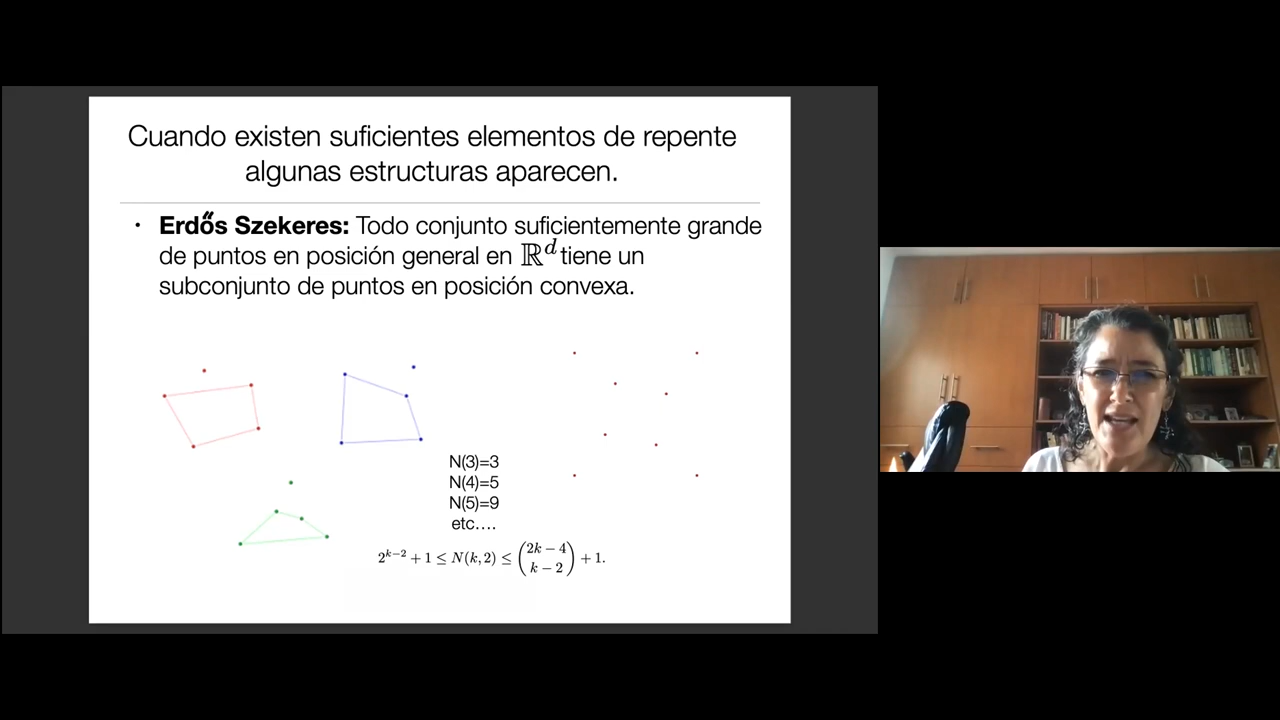 Cuando existen suficientes elementos de repente
algunas estructuras aparecen.
• Erdős Szekeres: Todo conjunto suficientemente grande
de puntos en posición general en ℝ^d tiene un
subconjunto de puntos en posición convexa.
N(3)=3
N(4)=5
N(5)=9
etc….
2^{k−2} + 1 ≤ N(k, 2) ≤ \binom{2k − 4}{k − 2} + 1.